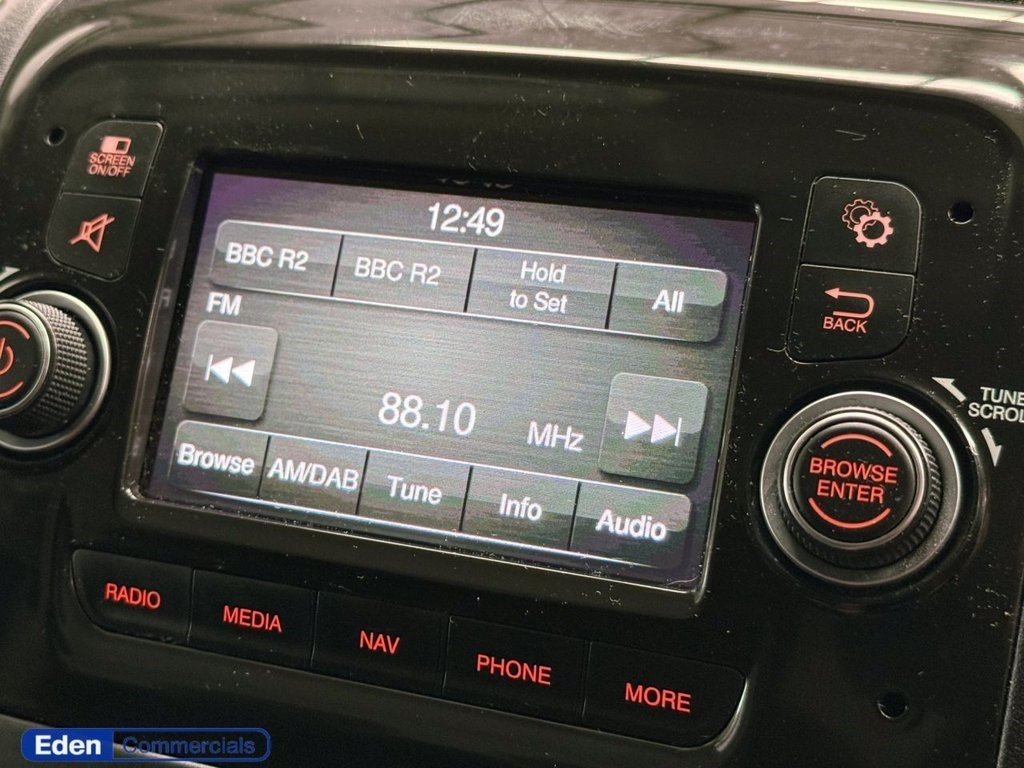 SCREEN
ON/OFF
12:49
BBC R2
BBC R2
Hold
to Set
All
FM
88.10
MHz
Browse
AM/DAB
Tune
Info
Audio
BACK
TUNE
BROWSE
ENTER
RADIO
MEDIA
NAV
PHONE
MORE
Eden Commercials